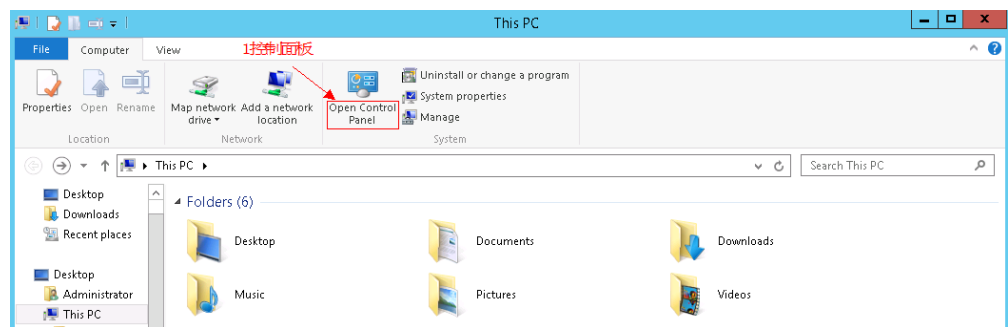 This PC
File Computer View 1控制面板
Uninstall or change a program
System properties
Manage
Properties Open Rename Map network drive Add a network location Open Control Panel
Location Network System
This PC
Search This PC
Desktop
Downloads
Recent places
Desktop
Administrator
This PC
Folders (6)
Desktop Documents Downloads
Music Pictures Videos